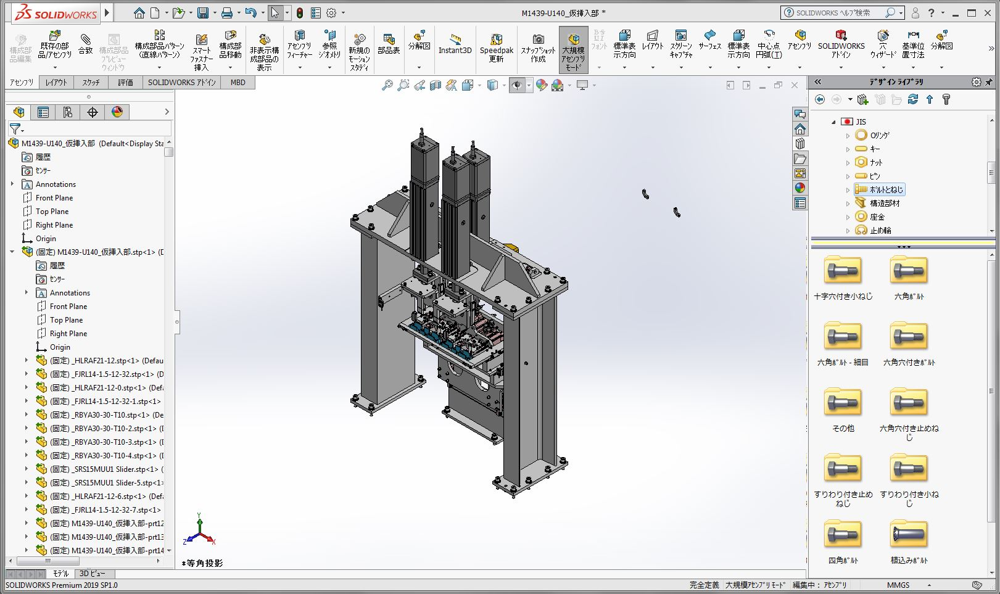 SOLIDWORKS
M1439-U140_仮挿入部 *
SOLIDWORKS ヘルプ検索
構成部品編集
既存の部品/アセンブリ
合致
構成部品プレビューウィンドウ
構成部品パターン(直線パターン)
スマートファスナー挿入
構成部品移動
非表示構成部品の表示
アセンブリフィーチャー
参照ジオメトリ
新規のモーションスタディ
部品表
分解図
Instant3D
Speedpak更新
スナップショット作成
大規模アセンブリモード
フォント
標準表示方向
レイアウト
スクリーンキャプチャ
サーフェス
標準表示方向
中心点円弧(T)
アセンブリ
SOLIDWORKSアドイン
穴ウィザード
基準位置寸法
分解図
アセンブリ
レイアウト
スケッチ
評価
SOLIDWORKS アドイン
MBD
M1439-U140_仮挿入部 (Default<Display Sta
履歴
センサー
Annotations
Front Plane
Top Plane
Right Plane
Origin
(固定) M1439-U140_仮挿入部.stp<1> (D
履歴
センサー
Annotations
Front Plane
Top Plane
Right Plane
Origin
(固定) _HLRAF21-12.stp<1> (Defau
(固定) _FJRL14-1.5-12-32.stp<1> (D
(固定) _HLRAF21-12-0.stp<1> (Defa
(固定) _FJRL14-1.5-12-32-1.stp<1>
(固定) _RBYA30-30-T10.stp<1> (De
(固定) _RBYA30-30-T10-2.stp<1> (D
(固定) _RBYA30-30-T10-3.stp<1> (D
(固定) _RBYA30-30-T10-4.stp<1> (D
(固定) _SRS15MUU1 Slider.stp<1> (
(固定) _SRS15MUU1 Slider-5.stp<1>
(固定) _HLRAF21-12-6.stp<1> (Defa
(固定) _FJRL14-1.5-12-32-7.stp<1>
(固定) M1439-U140_仮挿入部-prt12
(固定) M1439-U140_仮挿入部-prt13
(固定) M1439-U140_仮挿入部-prt14
モデル
3D ビュー
Y
Z
X
*等角投影
デザイン ライブラリ
JIS
Oリング
キー
ナット
ピン
ボルトとねじ
構造部材
座金
止め輪
十字穴付き小ねじ
六角ボルト
六角ボルト - 細目
六角穴付きボルト
その他
六角穴付き止めねじ
すりわり付き止めねじ
すりわり付き小ねじ
四角ボルト
植込みボルト
SOLIDWORKS Premium 2019 SP1.0
完全定義
大規模アセンブリ モード
編集中： アセンブリ
MMGS